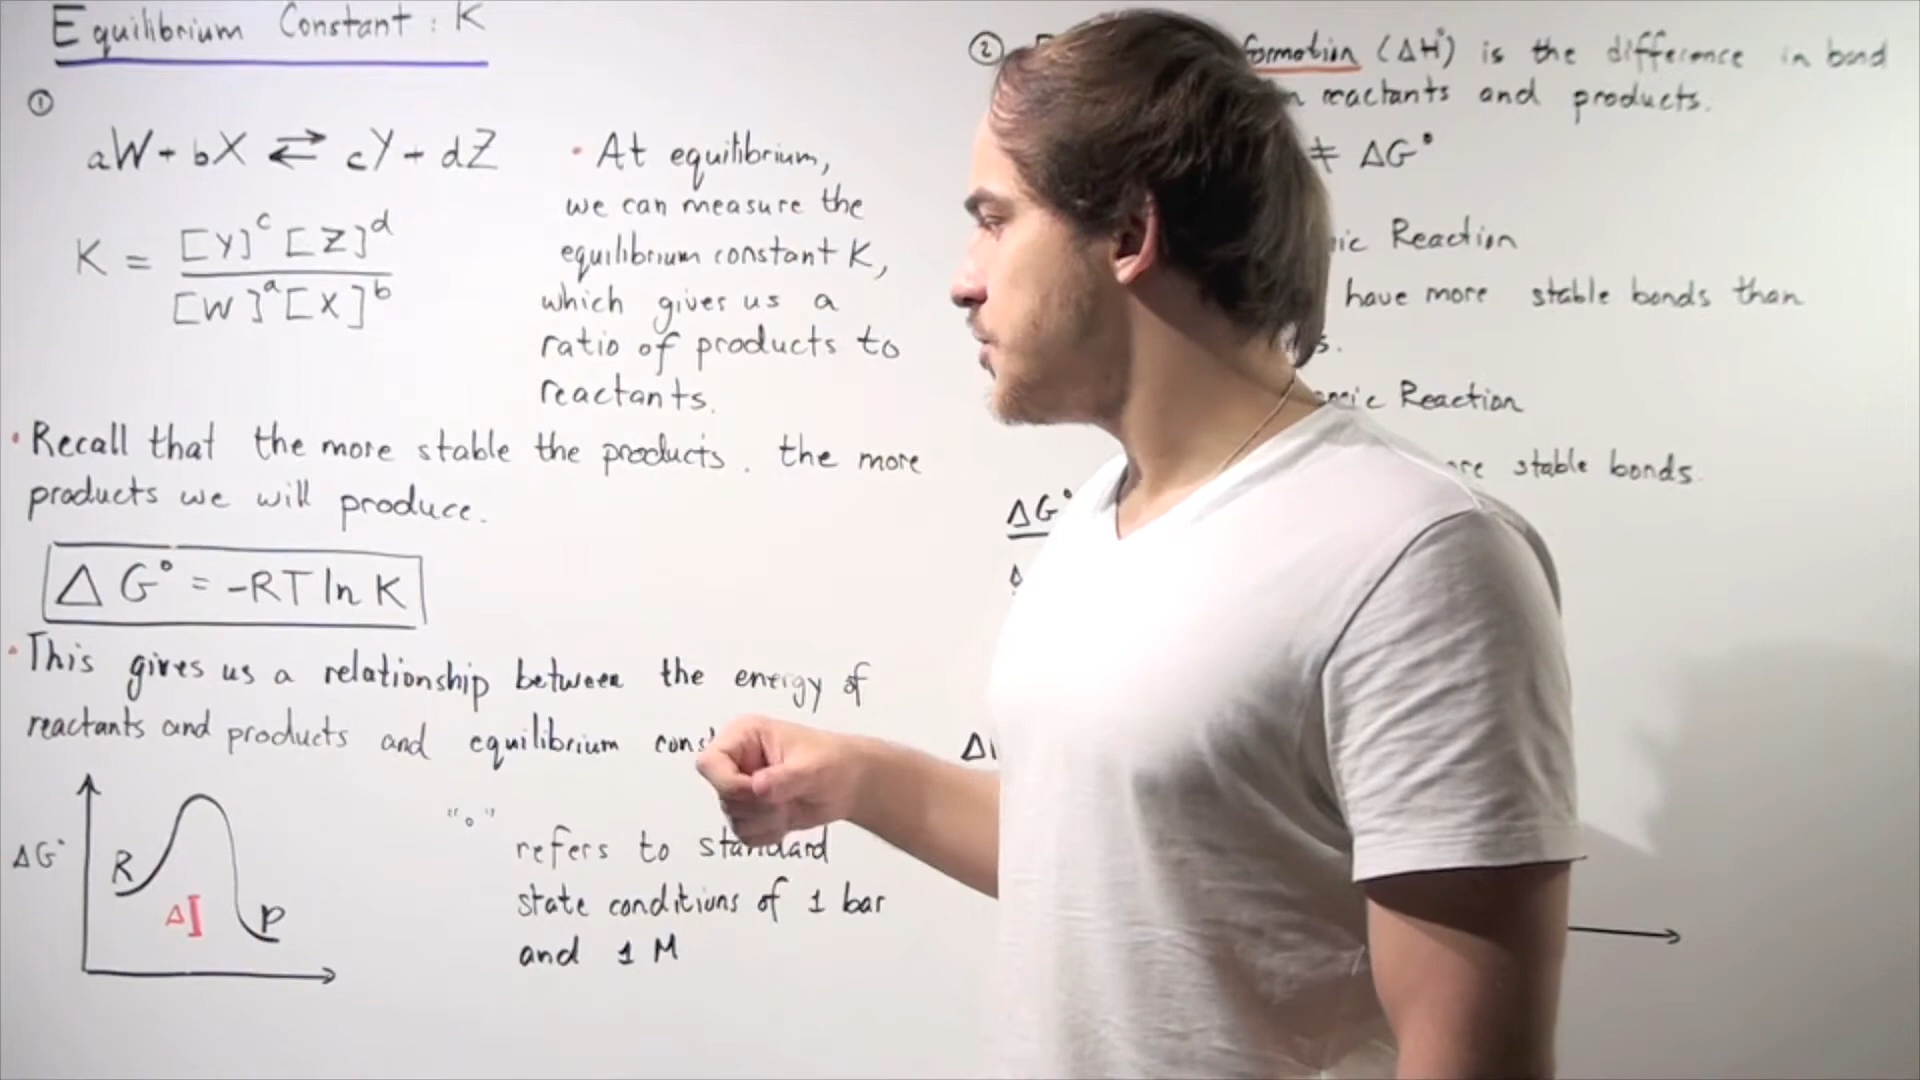 Equilibrium Constant : K
①
aW + bX ⇄ cY + dZ
K = [Y]^c [Z]^d / [W]^a [X]^b
• At equilibrium,
we can measure the
equilibrium constant K,
which gives us a
ratio of products to
reactants.
• Recall that the more stable the products. the more
products we will produce.
ΔG° = -RT ln K
• This gives us a relationship between the energy of
reactants and products and equilibrium
ΔG°
R
Δ
P
"°"
refers to standard
state conditions of 1 bar
and 1 M
②
formation (ΔH°) is the difference in bond
reactants and products.
≠ ΔG°
Reaction
have more stable bonds than
Reaction
stable bonds.
ΔG°